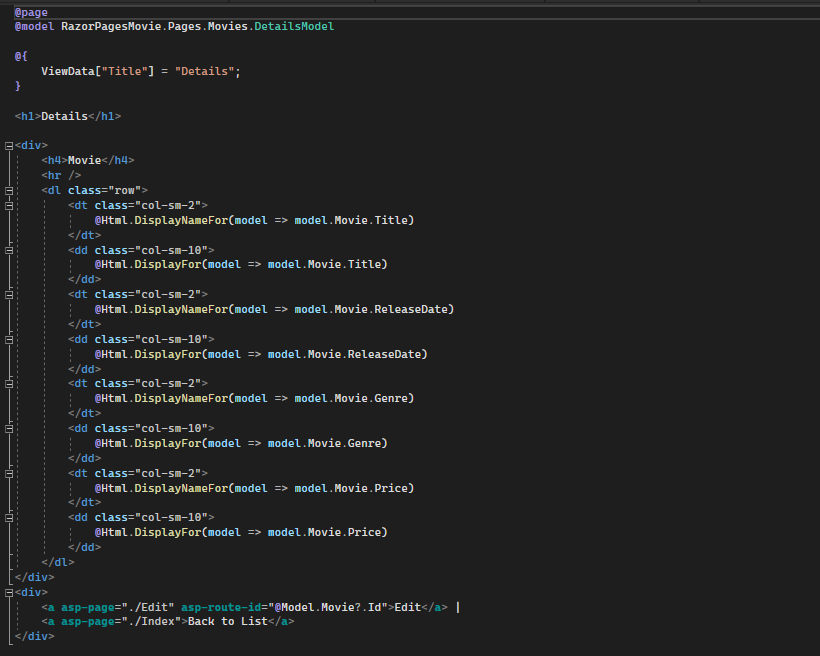 @page
@model RazorPagesMovie.Pages.Movies.DetailsModel
@{
ViewData["Title"] = "Details";
}
<h1>Details</h1>
<div>
<h4>Movie</h4>
<hr />
<dl class="row">
<dt class="col-sm-2">
@Html.DisplayNameFor(model => model.Movie.Title)
</dt>
<dd class="col-sm-10">
@Html.DisplayFor(model => model.Movie.Title)
</dd>
<dt class="col-sm-2">
@Html.DisplayNameFor(model => model.Movie.ReleaseDate)
</dt>
<dd class="col-sm-10">
@Html.DisplayFor(model => model.Movie.ReleaseDate)
</dd>
<dt class="col-sm-2">
@Html.DisplayNameFor(model => model.Movie.Genre)
</dt>
<dd class="col-sm-10">
@Html.DisplayFor(model => model.Movie.Genre)
</dd>
<dt class="col-sm-2">
@Html.DisplayNameFor(model => model.Movie.Price)
</dt>
<dd class="col-sm-10">
@Html.DisplayFor(model => model.Movie.Price)
</dd>
</dl>
</div>
<div>
<a asp-page="./Edit" asp-route-id="@Model.Movie?.Id">Edit</a> |
<a asp-page="./Index">Back to List</a>
</div>